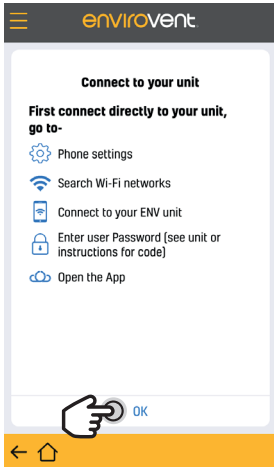 envirovent.
Connect to your unit
First connect directly to your unit,
go to-
Phone settings
Search Wi-Fi networks
Connect to your ENV unit
Enter user Password (see unit or
instructions for code)
Open the App
OK